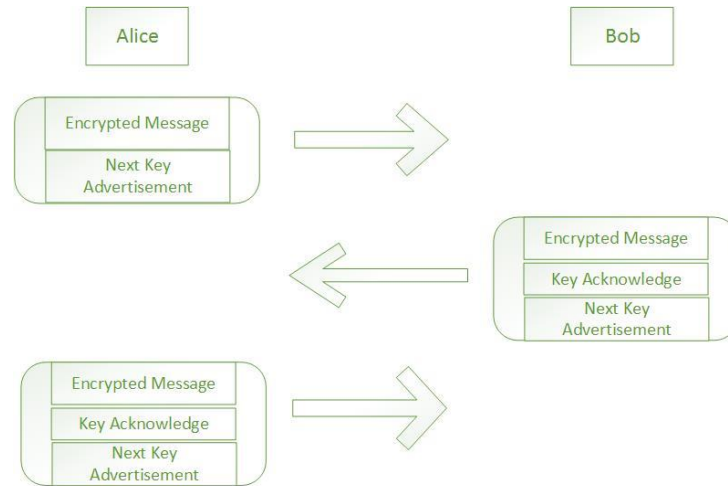 Alice
Bob
Encrypted Message
Next Key
Advertisement
Encrypted Message
Key Acknowledge
Next Key
Advertisement
Encrypted Message
Key Acknowledge
Next Key
Advertisement